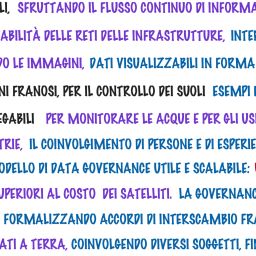 LI, SFRUTTANDO IL FLUSSO CONTINUO DI INFORMA
ABILITÀ DELLE RETI DELLE INFRASTRUTTURE, INTE
DO LE IMMAGINI, DATI VISUALIZZABILI IN FORMA
NI FRANOSI, PER IL CONTROLLO DEI SUOLI ESEMPI
EGABILI PER MONITORARE LE ACQUE E PER GLI US
TRIE, IL COINVOLGIMENTO DI PERSONE E DI ESPERIE
ODELLO DI DATA GOVERNANCE UTILE E SCALABILE:
UPERIORI AL COSTO DEI SATELLITI. LA GOVERNAN
FORMALIZZANDO ACCORDI DI INTERSCAMBIO FRA
ATI A TERRA, COINVOLGENDO DIVERSI SOGGETTI, FI